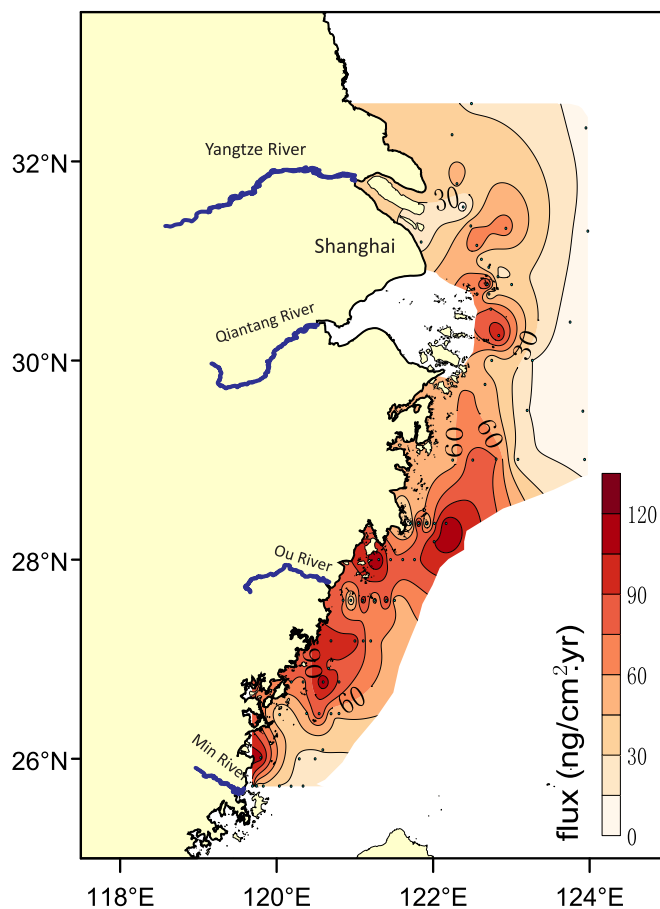 32°N
Yangtze River
30
Shanghai
Qiantang River
30°N
30
60
60
120
28°N
Ou River
90
90
60
60
26°N
Min River
30
0
flux (ng/cm².yr)
118°E
120°E
122°E
124°E